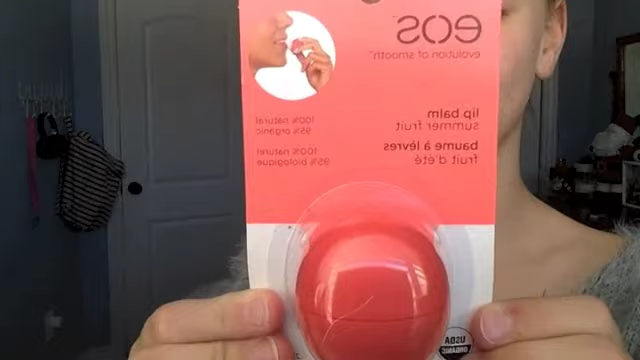 eos
evolution of smooth™
lip balm
summer fruit
baume à lèvres
fruit d'été
100% natural
95% organic
100% naturel
95% biologique
USDA
ORGANIC